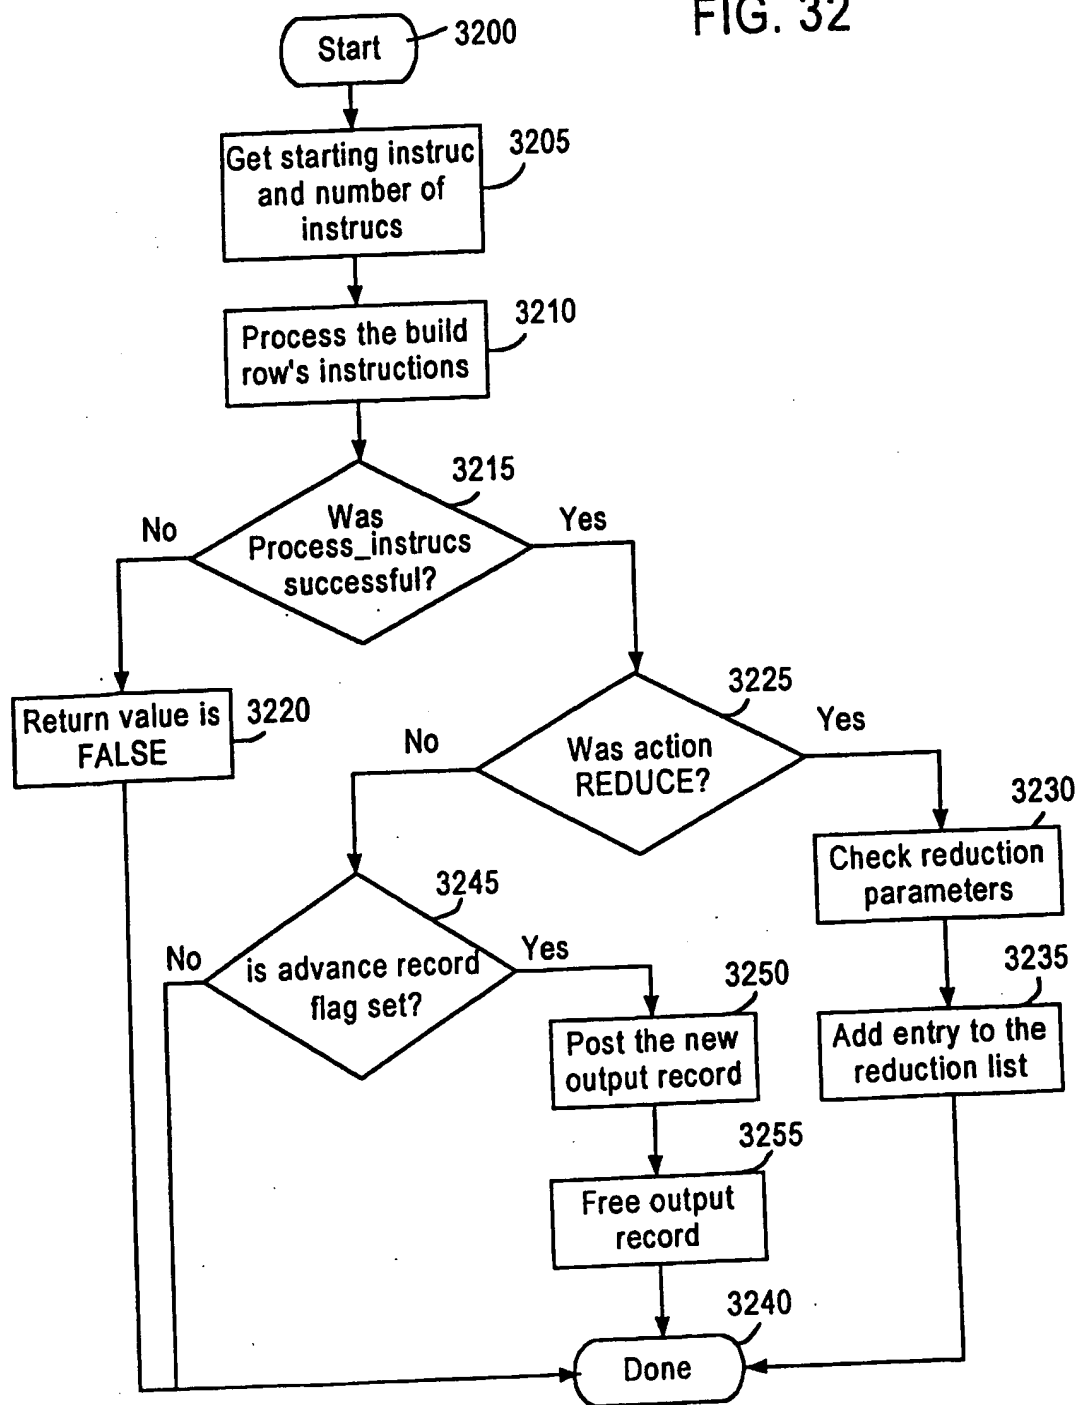 FIG. 32
Start
3200
Get starting instruc
and number of
instrucs
3205
Process the build
row's instructions
3210
Was
Process_instrucs
successful?
3215
No
Yes
Return value is
FALSE
3220
Was action
REDUCE?
3225
No
Yes
Check reduction
parameters
3230
is advance record
flag set?
3245
No
Yes
Add entry to the
reduction list
3235
Post the new
output record
3250
Free output
record
3255
Done
3240